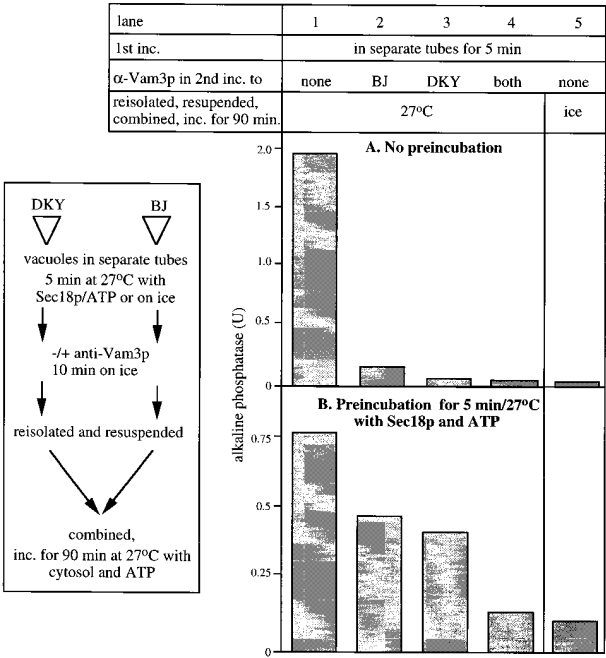 lane 1 2 3 4 5
1st inc. in separate tubes for 5 min
α-Vam3p in 2nd inc. to none BJ DKY both none
reisolated, resupended,
combined, inc. for 90 min. 27°C ice
A. No preincubation
2.0
1.5
1.0
0.5
0
alkaline phosphatase (U)
B. Preincubation for 5 min/27°C
with Sec18p and ATP
0.75
0.5
0.25
0
DKY BJ
vacuoles in separate tubes
5 min at 27°C with
Sec18p/ATP or on ice
-/+ anti-Vam3p
10 min on ice
reisolated and resuspended
combined,
inc. for 90 min at 27°C with
cytosol and ATP